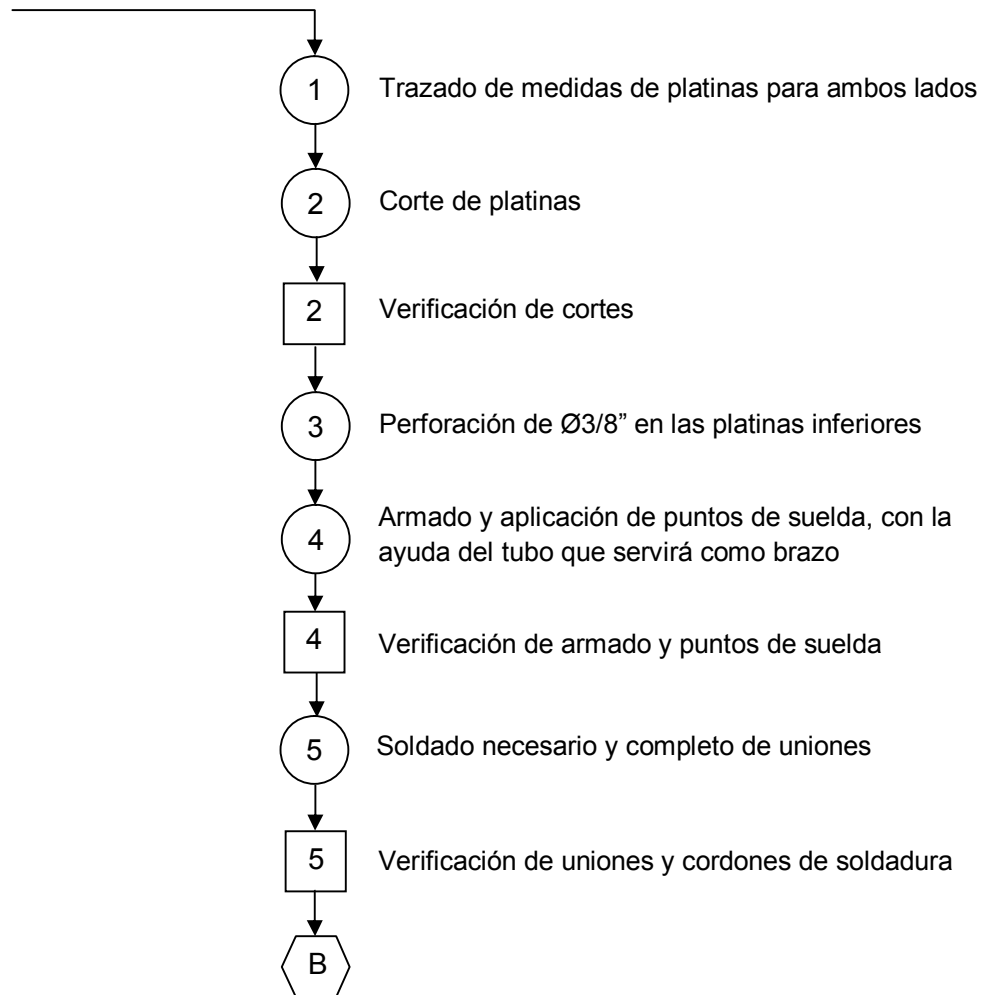 1 Trazado de medidas de platinas para ambos lados
2 Corte de platinas
2 Verificación de cortes
3 Perforación de Ø3/8” en las platinas inferiores
4 Armado y aplicación de puntos de suelda, con la
ayuda del tubo que servirá como brazo
4 Verificación de armado y puntos de suelda
5 Soldado necesario y completo de uniones
5 Verificación de uniones y cordones de soldadura
B